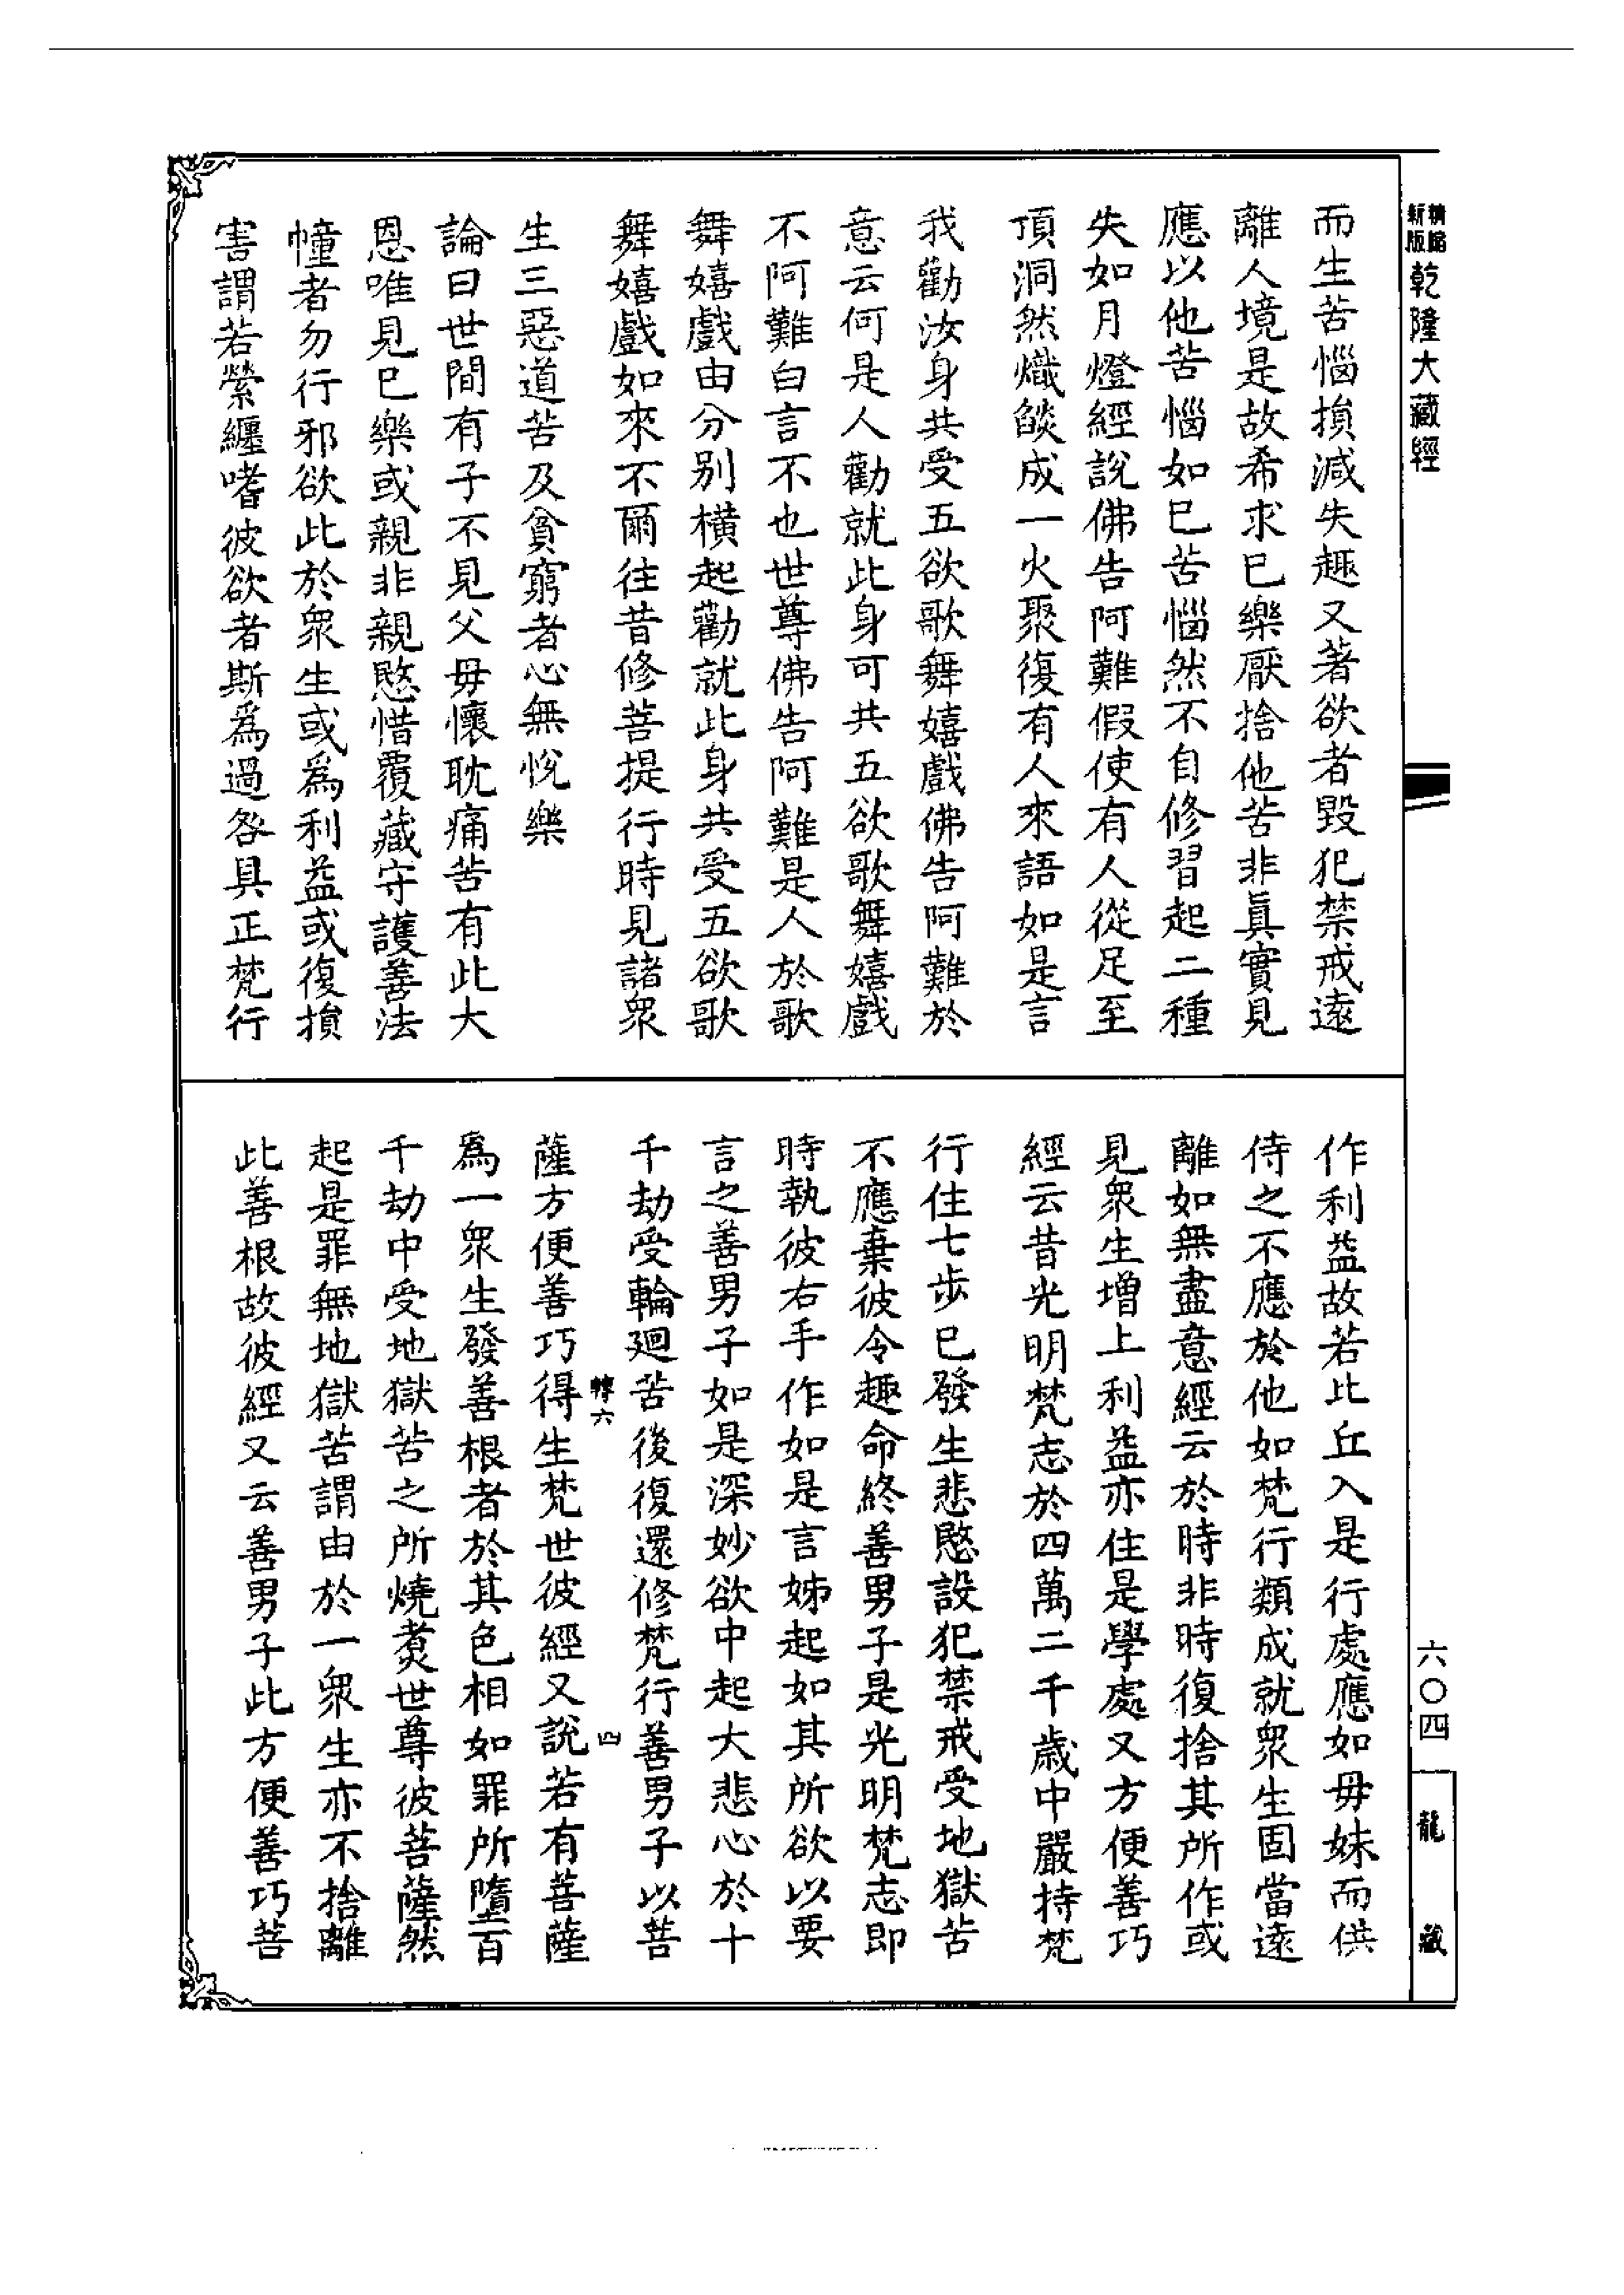 精縮新版
乾隆大藏經
而生苦惱損減失趣又著欲者毀犯禁戒遠
離人境是故希求已樂厭捨他苦非眞實見
應以他苦惱如已苦惱然不自修習起二種
失如月燈經說佛告阿難假使有人從足至
頂洞然熾燄成一火聚復有人來語如是言
我勸汝身共受五欲歌舞嬉戲佛告阿難於
意云何是人勸就此身可共五欲歌舞嬉戲
不阿難白言不也世尊佛告阿難是人於歌
舞嬉戲由分别橫起勸就此身共受五欲歌
舞嬉戲如來不爾往昔修菩提行時見諸衆
生三惡道苦及貧窮者心無悅樂
論曰世間有子不見父母懷耽痛苦有此大
恩唯見已樂或親非親愍惜覆藏守護善法
幢者勿行邪欲此於衆生或爲利益或復損
害謂若縈纏嗜彼欲者斯爲過咎具正梵行
六〇四
龍藏
作利益故若比丘入是行處應如母妹而供
侍之不應於他如梵行類成就衆生固當遠
離如無盡意經云於時非時復捨其所作或
見衆生增上利益亦住是學處又方便善巧
經云昔光明梵志於四萬二千歲中嚴持梵
行住七步已發生悲愍設犯禁戒受地獄苦
不應棄彼令趣命終善男子是光明梵志即
時執彼右手作如是言姊起如其所欲以要
言之善男子如是深妙欲中起大悲心於十
千劫受輪迴苦後復還修梵行善男子以菩
四
薩方便善巧得生梵世彼經又說若有菩薩
爲一衆生發善根者於其色相如罪所墮百
千劫中受地獄苦之所燒煑世尊彼菩薩然
起是罪無地獄苦謂由於一衆生亦不捨離
此善根故彼經又云善男子此方便善巧菩